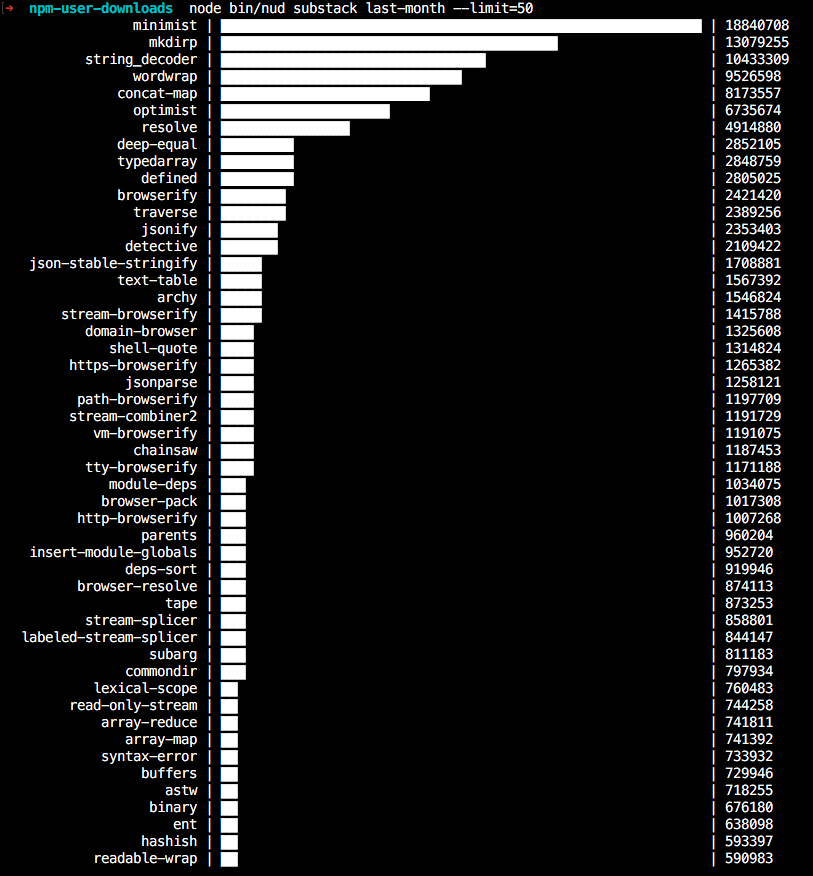 → npm-user-downloads node bin/nud substack last-month --limit=50
minimist | | 18840708
mkdirp | | 13079255
string_decoder | | 10433309
wordwrap | | 9526598
concat-map | | 8173557
optimist | | 6735674
resolve | | 4914880
deep-equal | | 2852105
typedarray | | 2848759
defined | | 2805025
browserify | | 2421420
traverse | | 2389256
jsonify | | 2353403
detective | | 2109422
json-stable-stringify | | 1708881
text-table | | 1567392
archy | | 1546824
stream-browserify | | 1415788
domain-browser | | 1325608
shell-quote | | 1314824
https-browserify | | 1265382
jsonparse | | 1258121
path-browserify | | 1197709
stream-combiner2 | | 1191729
vm-browserify | | 1191075
chainsaw | | 1187453
tty-browserify | | 1171188
module-deps | | 1034075
browser-pack | | 1017308
http-browserify | | 1007268
parents | | 960204
insert-module-globals | | 952720
deps-sort | | 919946
browser-resolve | | 874113
tape | | 873253
stream-splicer | | 858801
labeled-stream-splicer | | 844147
subarg | | 811183
commondir | | 797934
lexical-scope | | 760483
read-only-stream | | 744258
array-reduce | | 741811
array-map | | 741392
syntax-error | | 733932
buffers | | 729946
astw | | 718255
binary | | 676180
ent | | 638098
hashish | | 593397
readable-wrap | | 590983